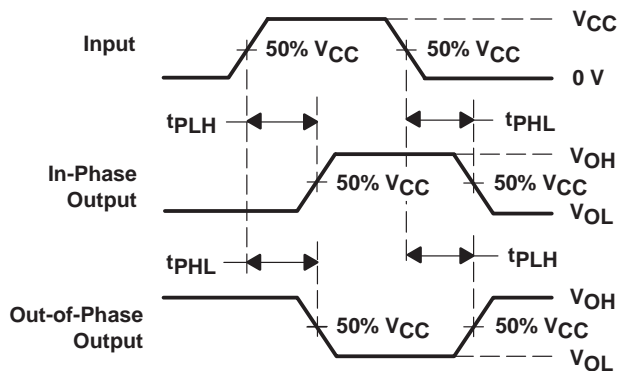 VCC
Input
50% VCC
50% VCC
0 V
tPLH
tPHL
VOH
In-Phase
Output
50% VCC
50% VCC
VOL
tPHL
tPLH
VOH
Out-of-Phase
Output
50% VCC
50% VCC
VOL